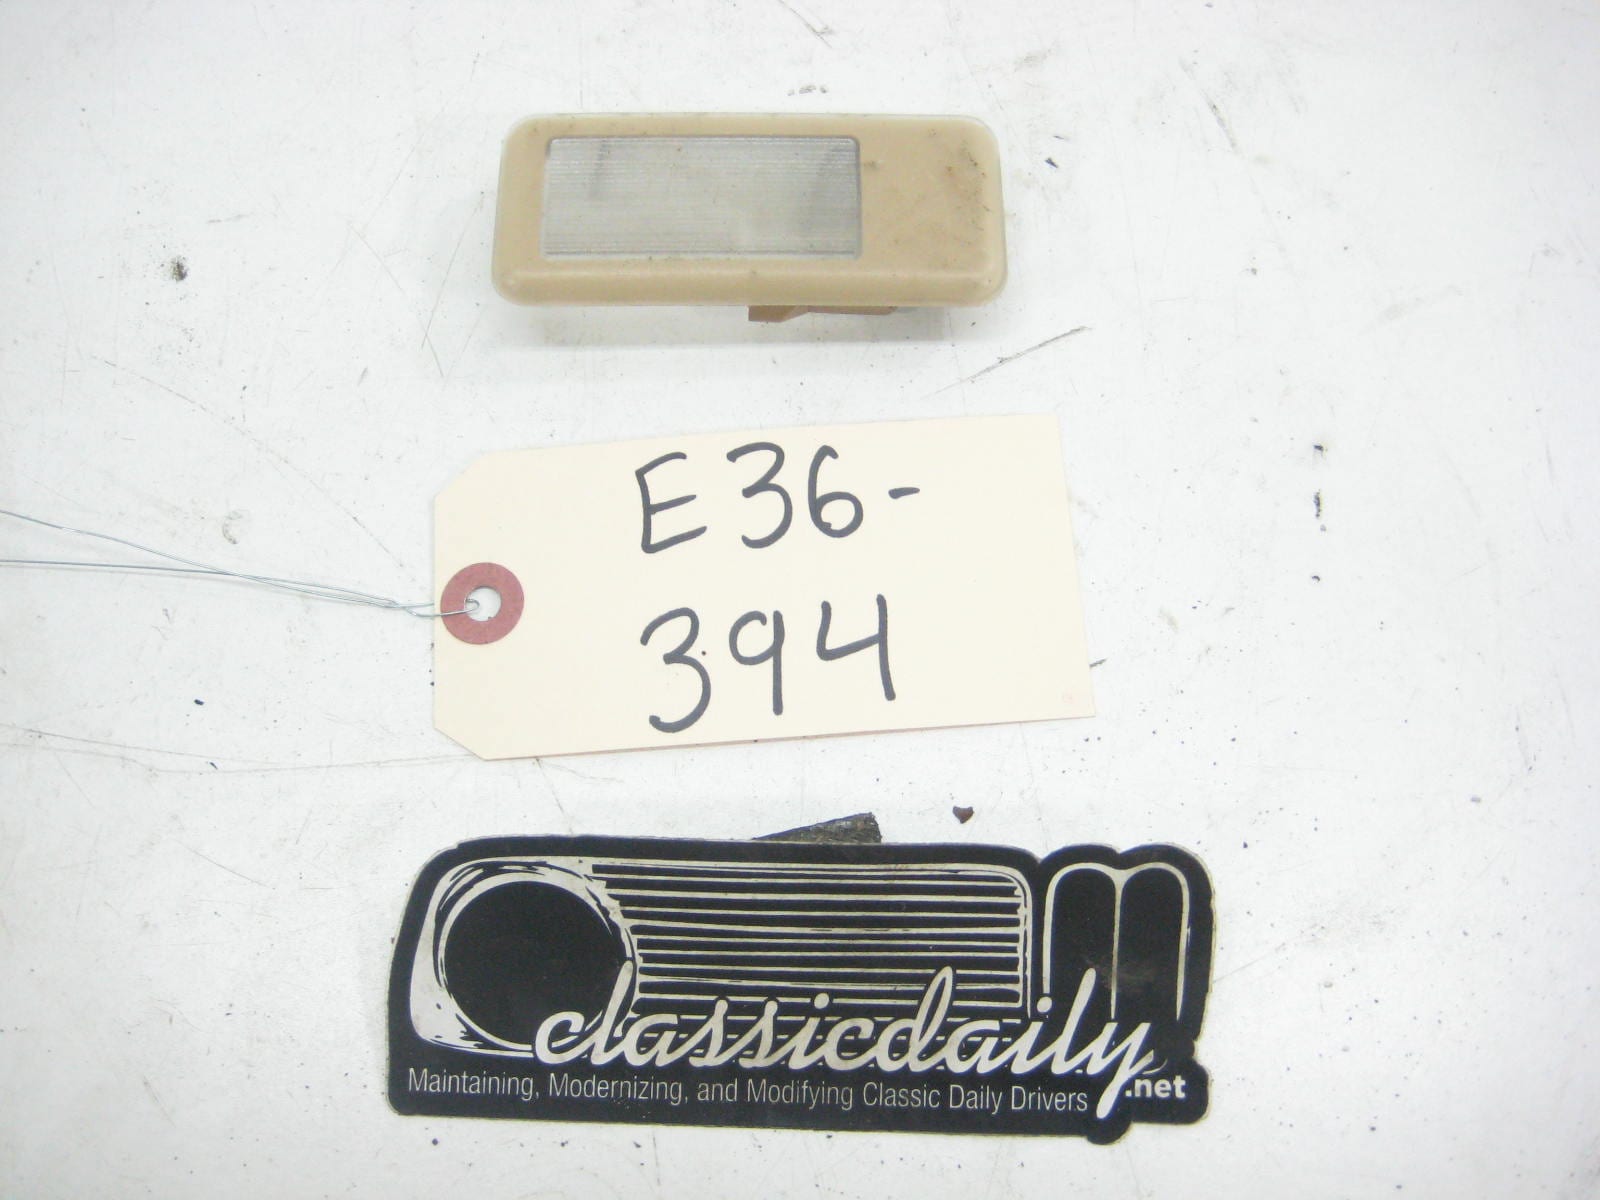 E36-
394
classicdaily
.net
Maintaining, Modernizing, and Modifying Classic Daily Drivers